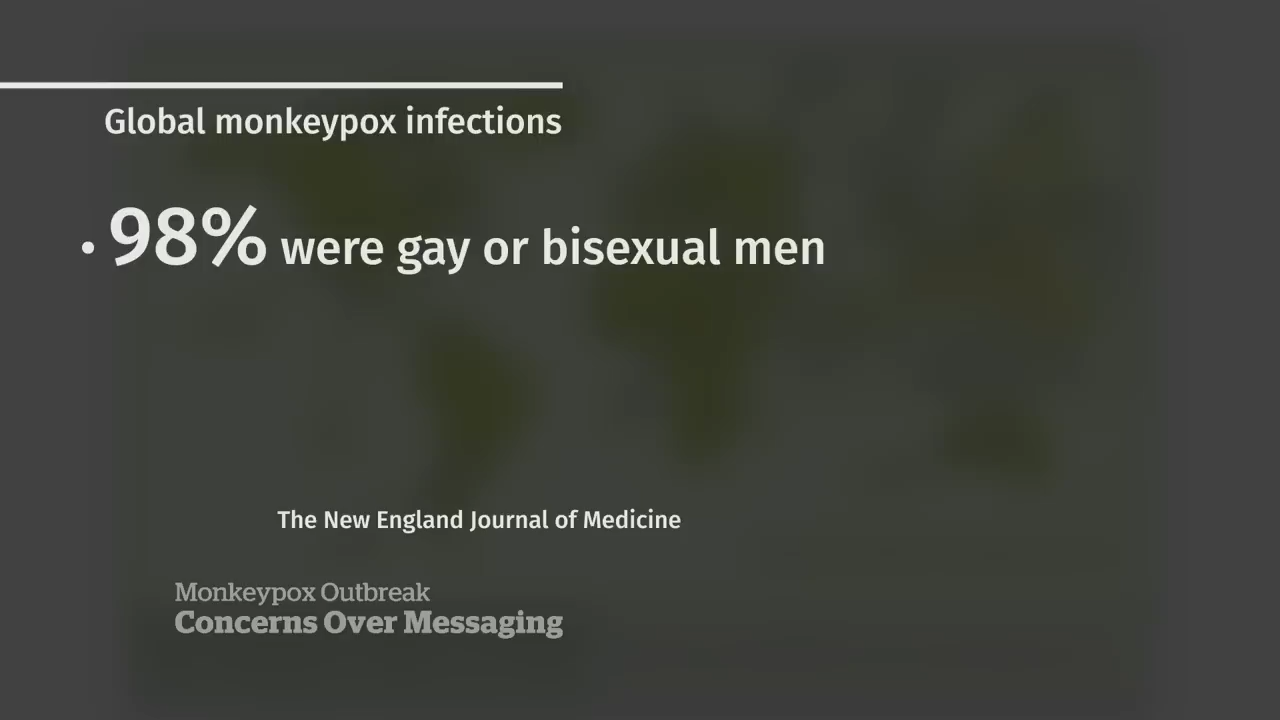 Global monkeypox infections
• 98% were gay or bisexual men
The New England Journal of Medicine
Monkeypox Outbreak
Concerns Over Messaging